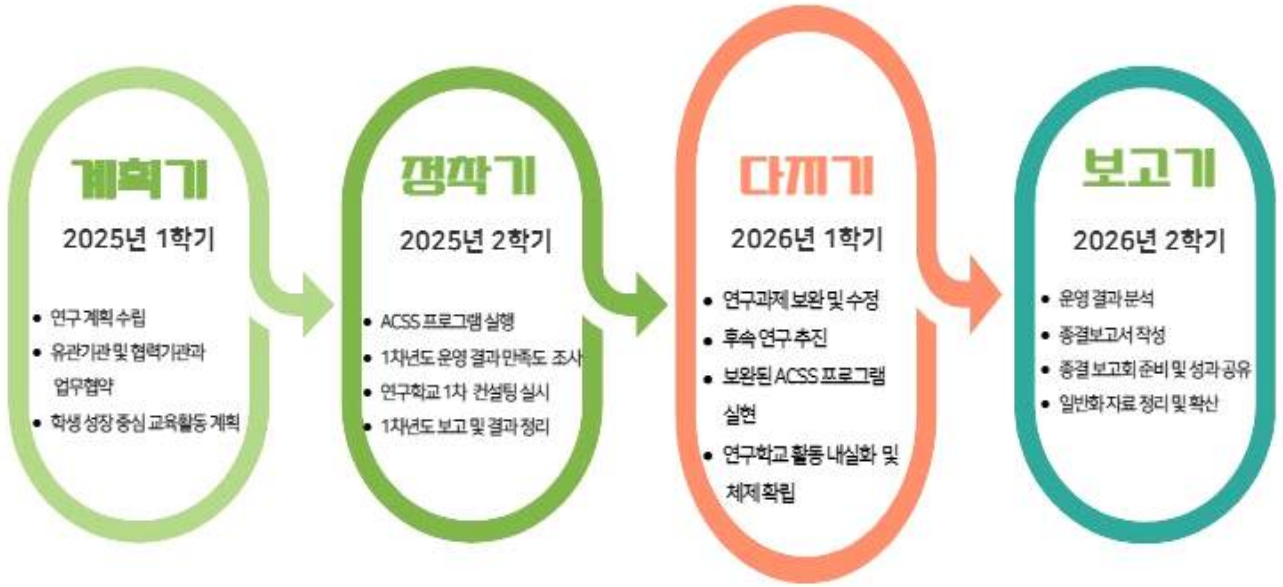 계획기
2025년 1학기
• 연구 계획 수립
• 유관기관 및 협력기관과
업무협약
• 학생 성장 중심 교육활동 계획
정착기
2025년 2학기
• ACSS 프로그램 실행
• 1차년도 운영 결과 만족도 조사
• 연구학교 1차 컨설팅 실시
• 1차년도 보고 및 결과 정리
다끼기
2026년 1학기
• 연구과제 보완 및 수정
• 후속 연구 추진
• 보완된 ACSS 프로그램
실현
• 연구학교 활동 내실화 및
체제 확립
보고기
2026년 2학기
• 운영 결과 분석
• 종결보고서 작성
• 종결 보고회 준비 및 성과 공유
• 일반화 자료 정리 및 확산